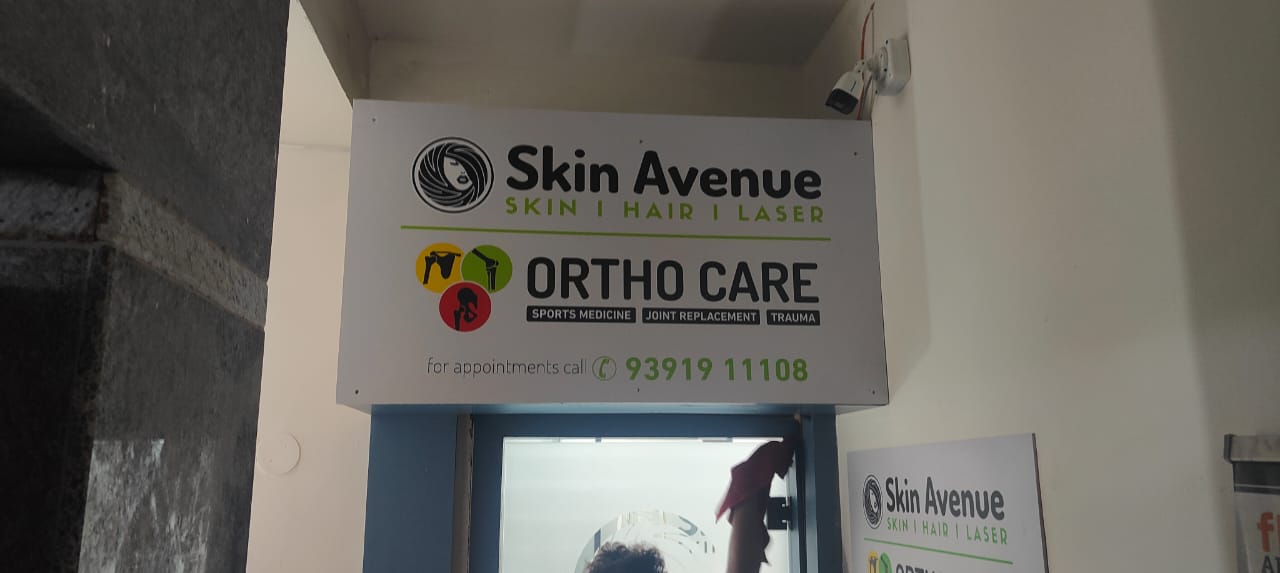 Skin Avenue
SKIN | HAIR | LASER
ORTHO CARE
SPORTS MEDICINE JOINT REPLACEMENT TRAUMA
for appointments call 93919 11108
Skin Avenue
SKIN | HAIR | LASER